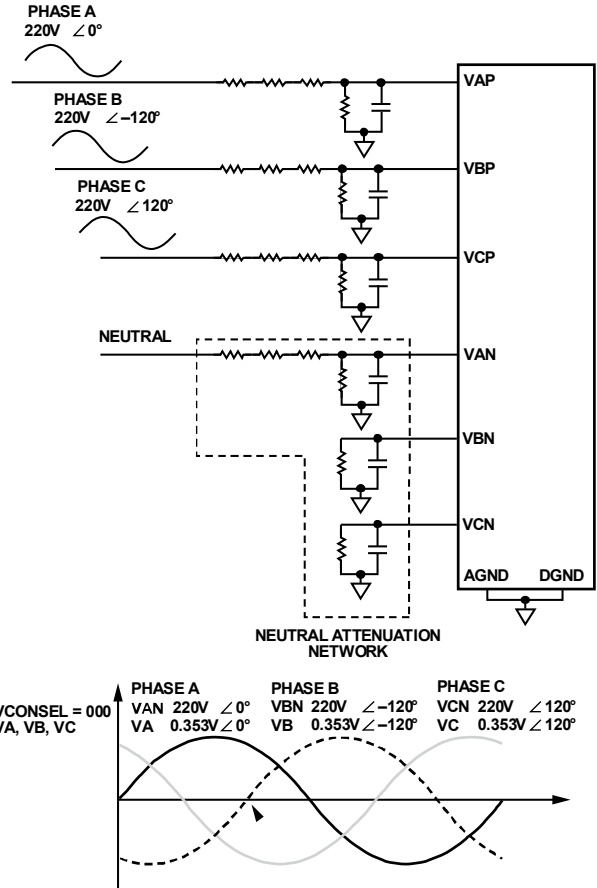 PHASE A
220V ∠0°
VAP
PHASE B
220V ∠–120°
VBP
PHASE C
220V ∠120°
VCP
NEUTRAL
VAN
VBN
VCN
AGND DGND
NEUTRAL ATTENUATION
NETWORK
VCONSEL = 000
VA, VB, VC
PHASE A
VAN 220V ∠0°
VA 0.353V∠0°
PHASE B
VBN 220V ∠–120°
VB 0.353V∠–120°
PHASE C
VCN 220V ∠120°
VC 0.353V∠120°